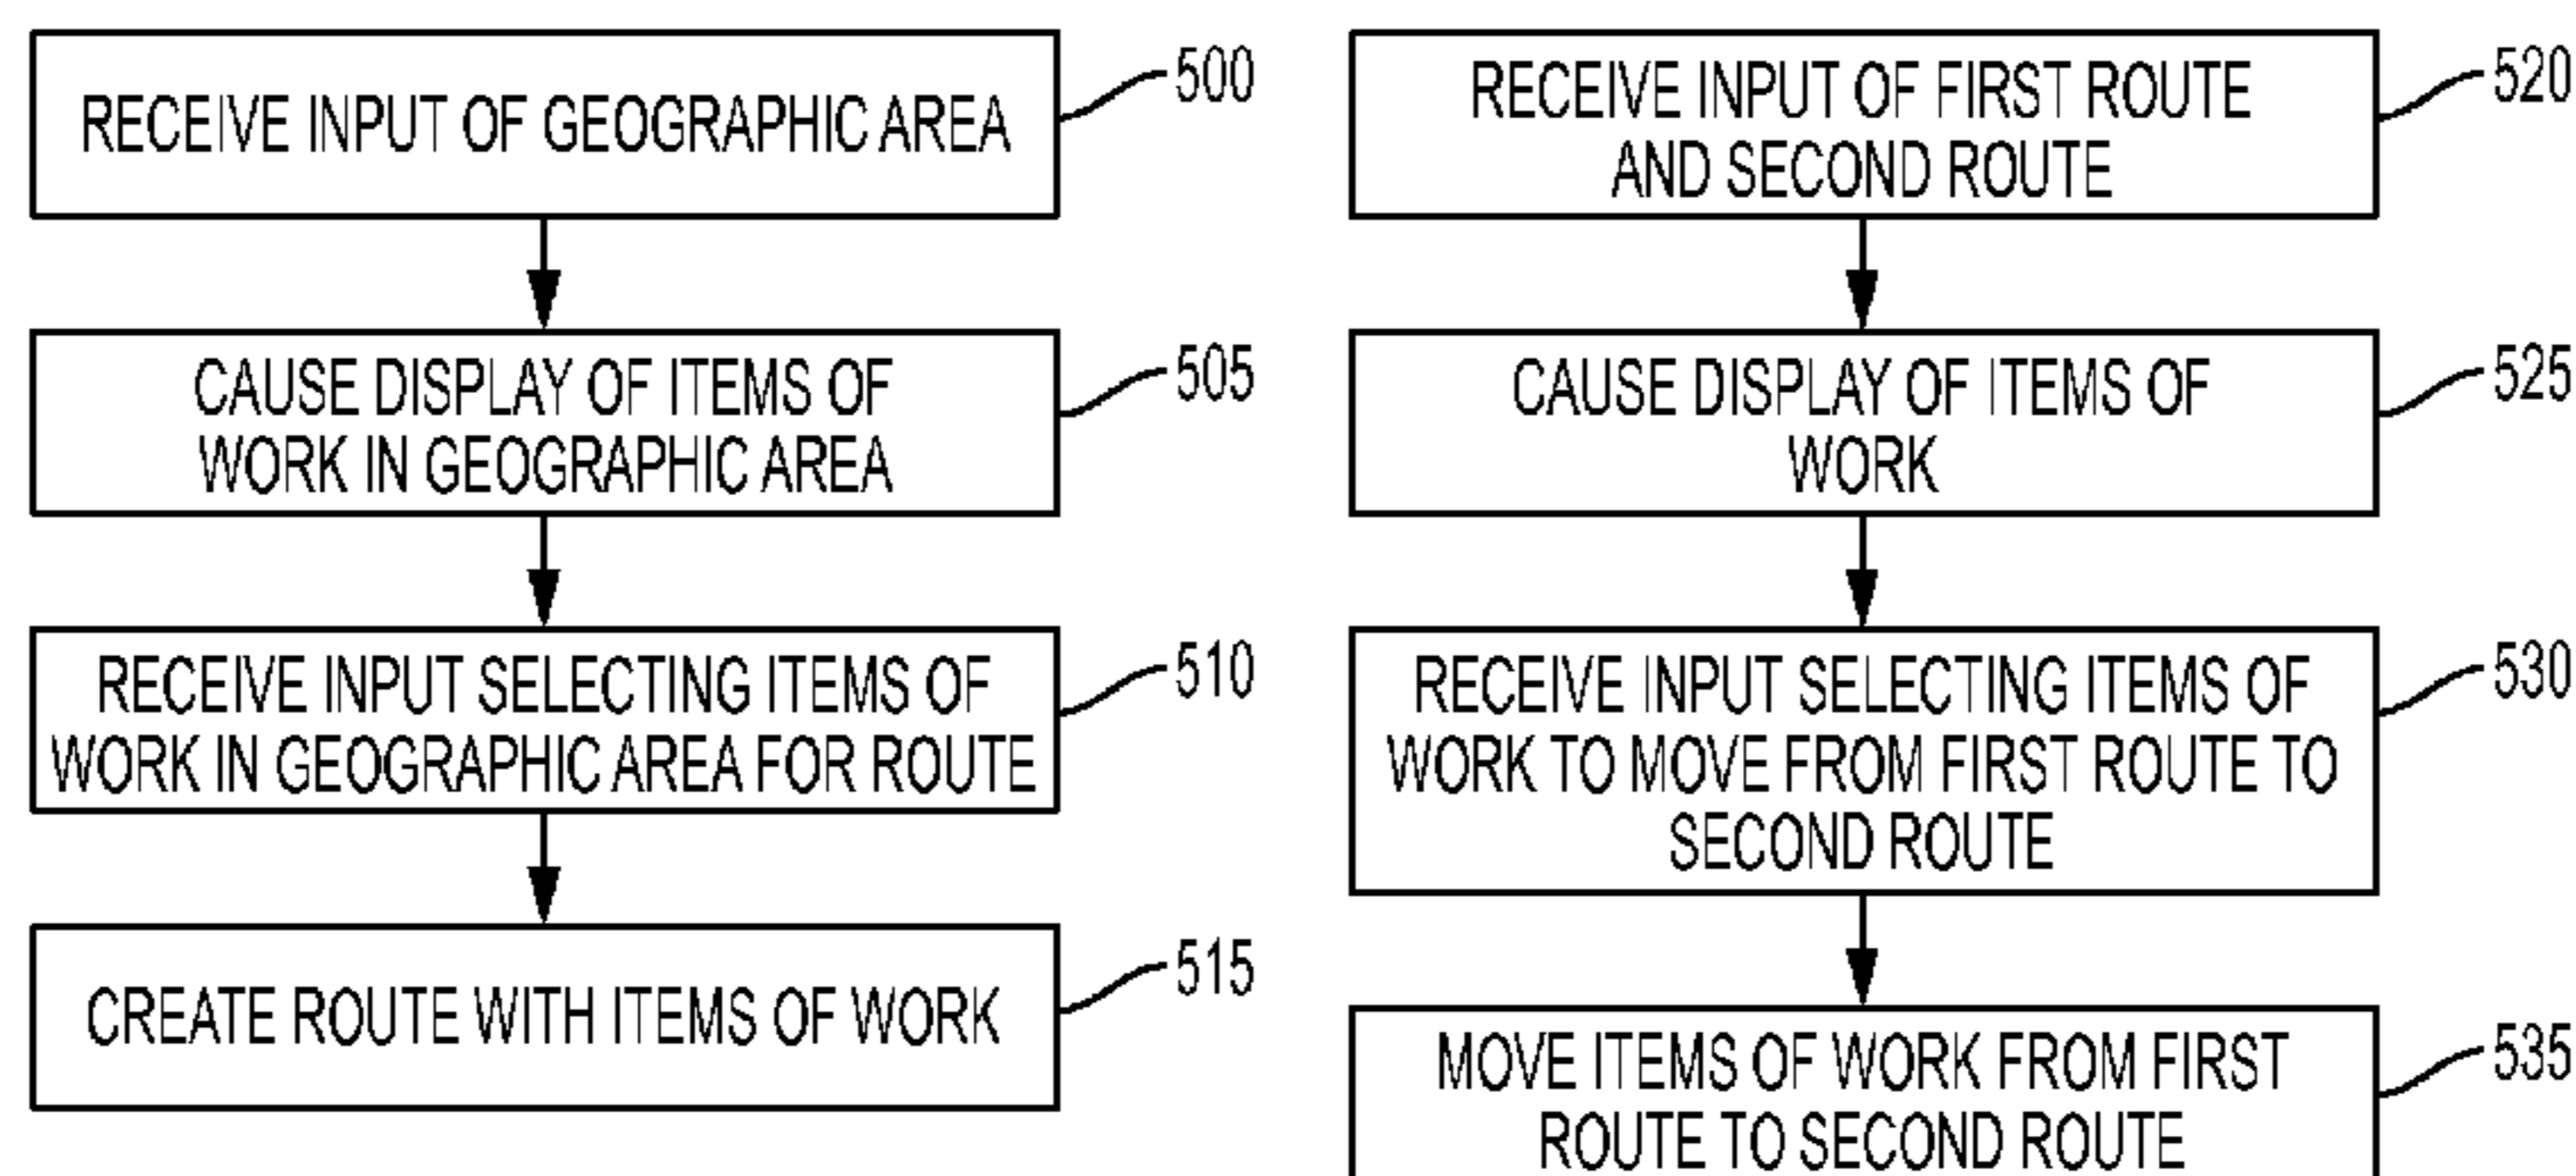 RECEIVE INPUT OF GEOGRAPHIC AREA
500
CAUSE DISPLAY OF ITEMS OF
WORK IN GEOGRAPHIC AREA
505
RECEIVE INPUT SELECTING ITEMS OF
WORK IN GEOGRAPHIC AREA FOR ROUTE
510
CREATE ROUTE WITH ITEMS OF WORK
515
RECEIVE INPUT OF FIRST ROUTE
AND SECOND ROUTE
520
CAUSE DISPLAY OF ITEMS OF
WORK
525
RECEIVE INPUT SELECTING ITEMS OF
WORK TO MOVE FROM FIRST ROUTE TO
SECOND ROUTE
530
MOVE ITEMS OF WORK FROM FIRST
ROUTE TO SECOND ROUTE
535